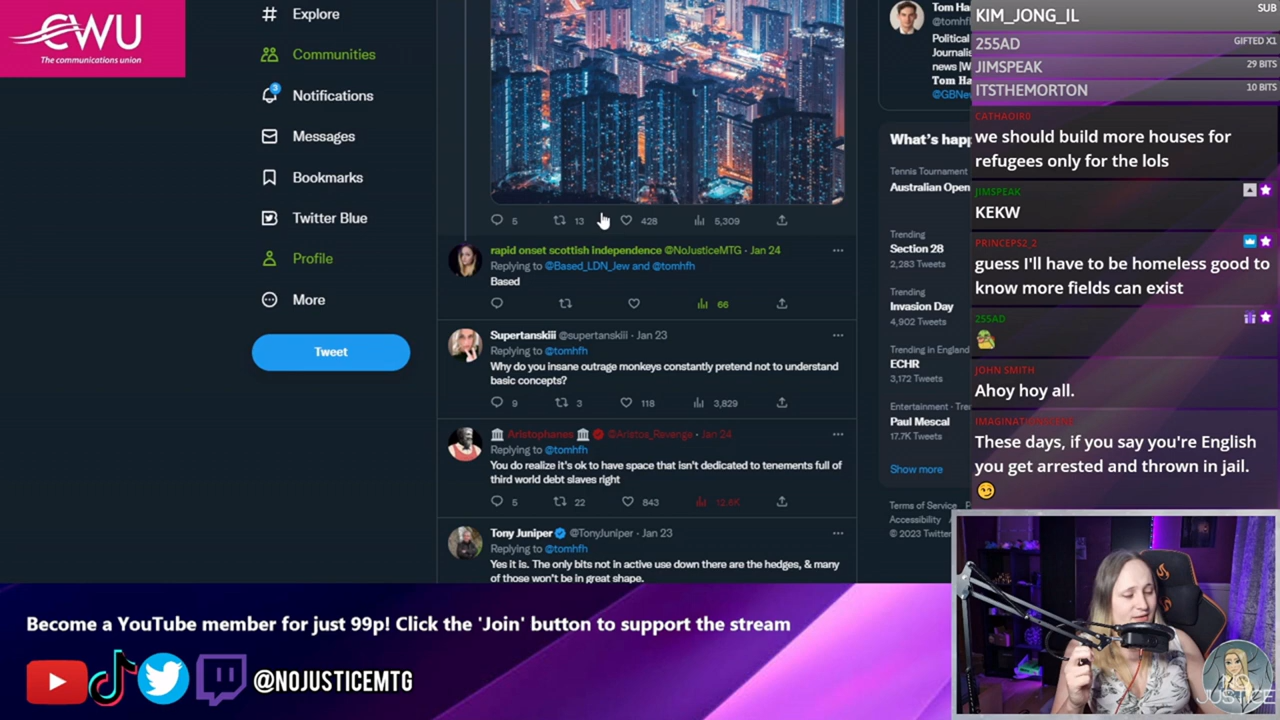 CWU
The communications union
Explore
Communities
3
Notifications
Messages
Bookmarks
Twitter Blue
Profile
More
Tweet
5 13 428 5,309
rapid onset scottish independence @NoJusticeMTG · Jan 24
Replying to @Based_LDN_Jew and @tomhfh
Based
66
Supertanskiii @supertanskiii · Jan 23
Replying to @tomhfh
Why do you insane outrage monkeys constantly pretend not to understand
basic concepts?
9 3 118 3,829
Aristophanes @Aristos_Revenge · Jan 24
Replying to @tomhfh
You do realize it's ok to have space that isn't dedicated to tenements full of
third world debt slaves right
5 22 843 12.6K
Tony Juniper @TonyJuniper · Jan 23
Replying to @tomhfh
Yes it is. The only bits not in active use down there are the hedges, & many
of those won't be in great shape.
Tom Ha
@tomhf
Political
Journalis
news [W
Tom Ha
@GBNe
What's hap
Tennis Tournament
Australian Open
Trending
Section 28
2,283 Tweets
Trending
Invasion Day
4,902 Tweets
Trending in England
ECHR
3,172 Tweets
Entertainment · Tre
Paul Mescal
17.7K Tweets
Show more
Terms of Service
Accessibility
© 2023 Twitter
SUB
KIM_JONG_IL
255AD GIFTED X1
JIMSPEAK 29 BITS
ITSTHEMORTON 10 BITS
CATHAOIR0
we should build more houses for
refugees only for the lols
JIMSPEAK
KEKW
PRINCEPS2_2
guess I'll have to be homeless good to
know more fields can exist
255AD
JOHN SMITH
Ahoy hoy all.
These days, if you say you're English
you get arrested and thrown in jail.
Become a YouTube member for just 99p! Click the 'Join' button to support the stream
@NOJUSTICEMTG
NO
JUSTICE